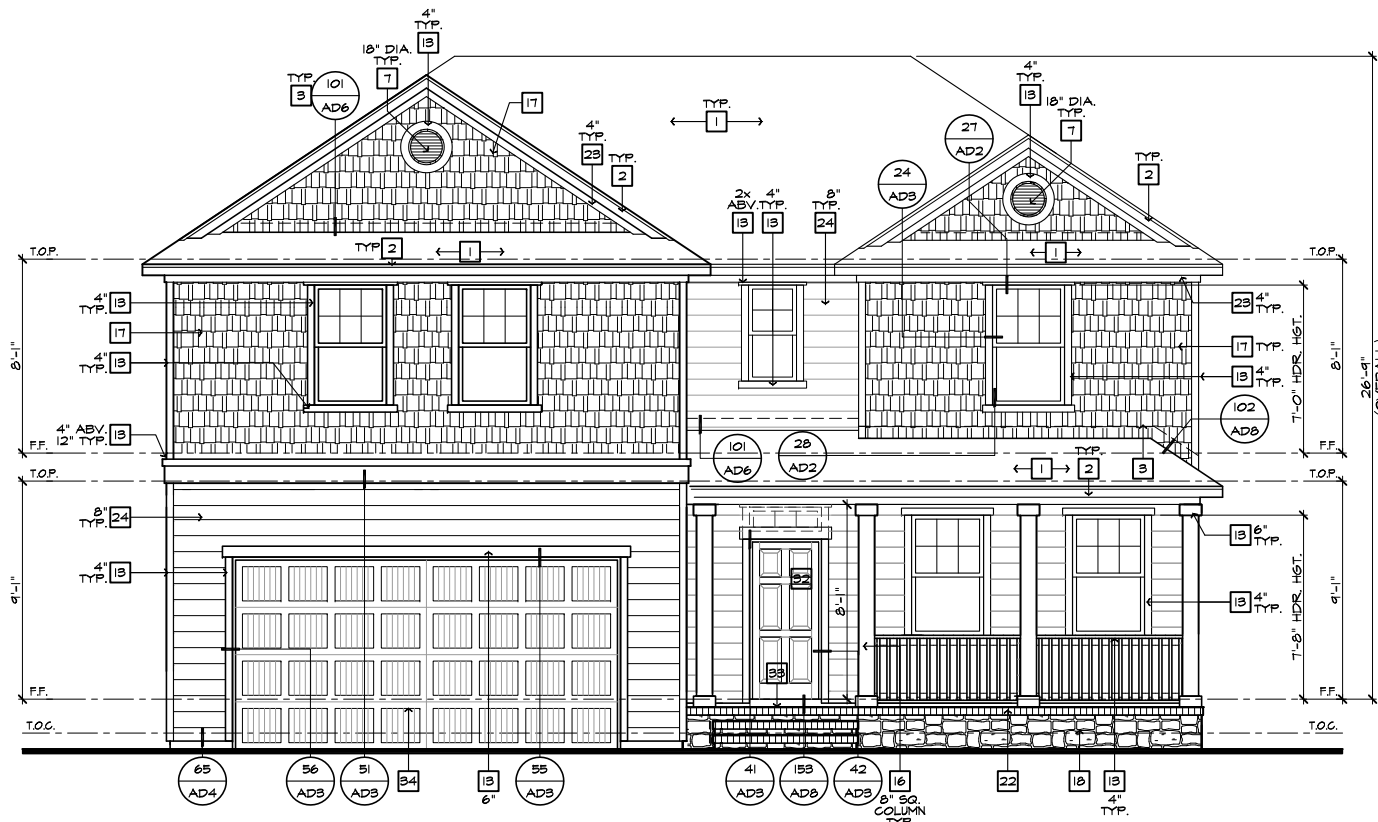 4"
TYP.
13
18" DIA.
TYP.
7
TYP.
3
101
AD6
17
4"
TYP.
23
TYP.
2
TYP.
1
4"
TYP.
13
18" DIA.
TYP.
7
27
AD2
24
AD3
TYP.
2
2x
ABV.
13
4"
TYP.
13
8"
TYP.
24
T.O.P.
TYP
2
1
1
T.O.P.
4"
TYP.
13
17
4"
TYP.
13
8'-1"
4" ABV.
12" TYP.
13
F.F.
23
4"
TYP.
17
TYP.
13
4"
TYP.
7'-0" HDR. HGT.
8'-1"
26'-9"
102
AD8
F.F.
101
AD6
28
AD2
1
TYP.
2
3
T.O.P.
T.O.P.
8"
TYP.
24
4"
TYP.
13
9'-1"
32
8'-1"
33
13
6"
TYP.
13
4"
TYP.
7'-8" HDR. HGT.
9'-1"
F.F.
F.F.
T.O.C.
T.O.C.
65
AD4
56
AD3
51
AD3
34
13
6"
55
AD3
41
AD3
153
AD8
42
AD3
16
8" SQ.
COLUMN
TYP.
22
18
13
4"
TYP.